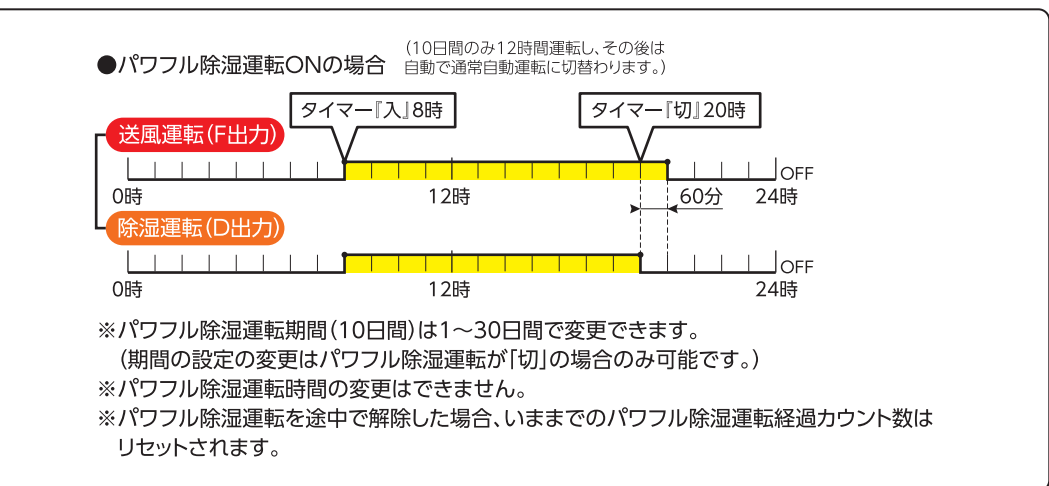 ●パワフル除湿運転ONの場合
(10日間のみ12時間運転し、その後は
自動で通常自動運転に切替わります。)
タイマー『入』8時
タイマー『切』20時
送風運転(F出力)
OFF
0時
12時
60分
24時
除湿運転(D出力)
OFF
0時
12時
24時
※パワフル除湿運転期間(10日間)は1～30日間で変更できます。
(期間の設定の変更はパワフル除湿運転が「切」の場合のみ可能です。)
※パワフル除湿運転時間の変更はできません。
※パワフル除湿運転を途中で解除した場合、いままでのパワフル除湿運転経過カウント数は
リセットされます。